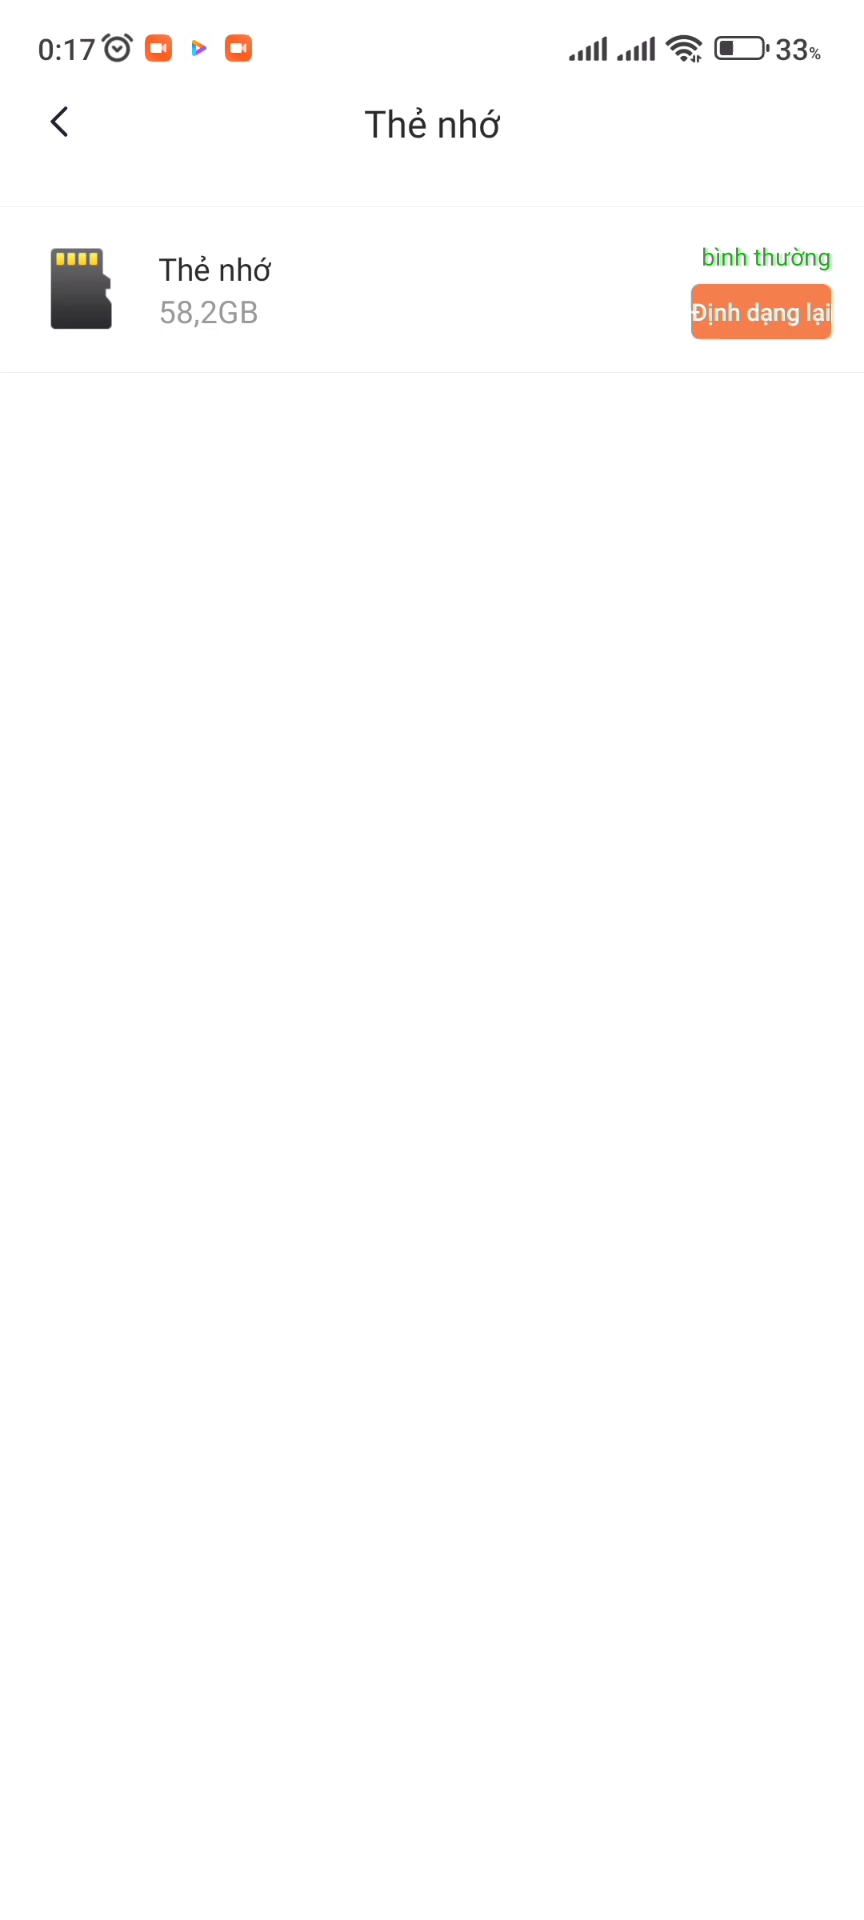 0:17
33%
Thẻ nhớ
Thẻ nhớ
58,2GB
bình thường
Định dạng lại